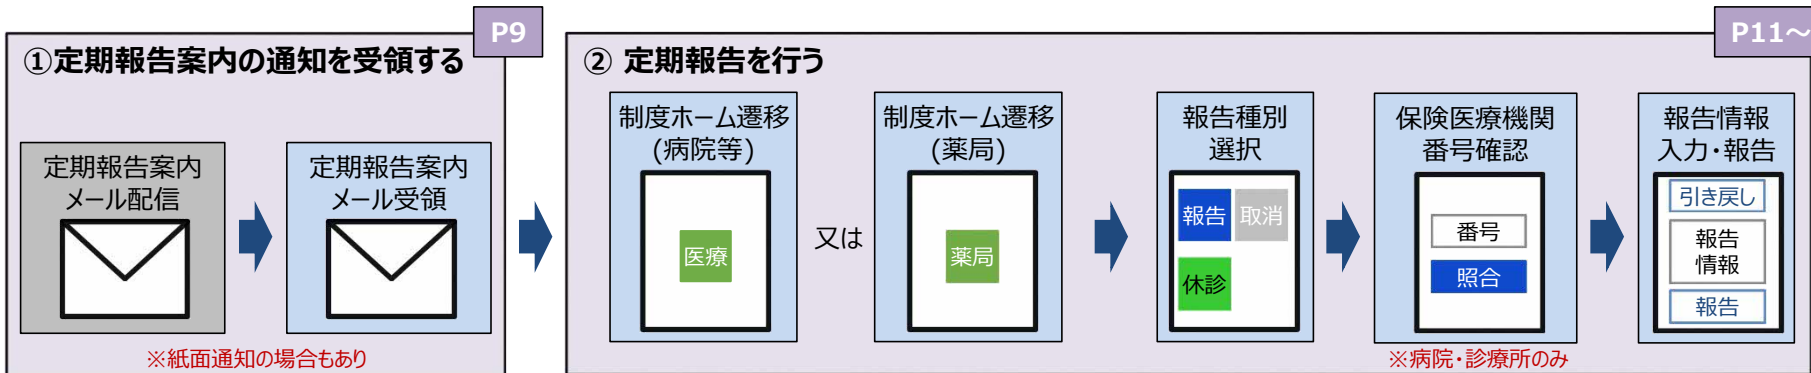 P9
①定期報告案内の通知を受領する
定期報告案内
メール配信
定期報告案内
メール受領
※紙面通知の場合もあり
P11～
② 定期報告を行う
制度ホーム遷移
(病院等)
医療
又は
制度ホーム遷移
(薬局)
薬局
報告種別
選択
報告
取消
休診
保険医療機関
番号確認
番号
照合
※病院・診療所のみ
報告情報
入力・報告
引き戻し
報告
情報
報告